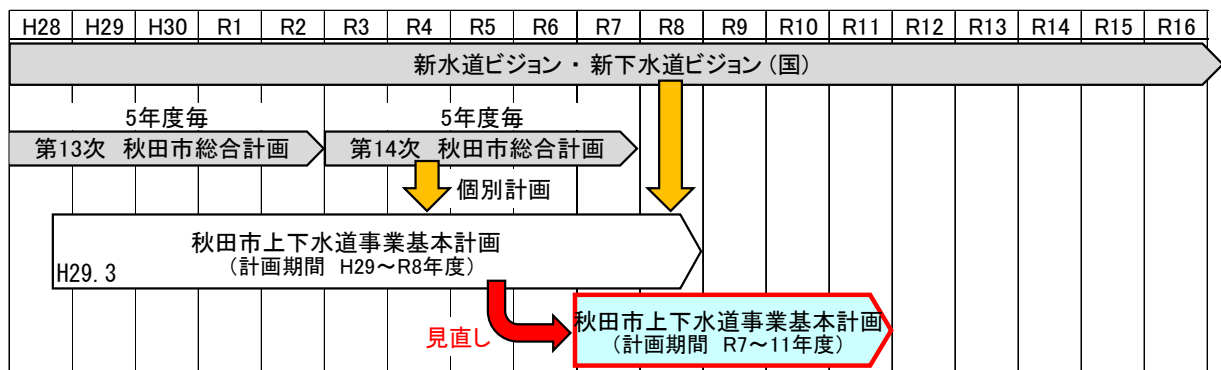 H28 H29 H30 R1 R2 R3 R4 R5 R6 R7 R8 R9 R10 R11 R12 R13 R14 R15 R16
新水道ビジョン・新下水道ビジョン(国)
5年度毎 5年度毎
第13次 秋田市総合計画 第14次 秋田市総合計画
個別計画
秋田市上下水道事業基本計画
(計画期間 H29～R8年度)
H29.3
見直し
秋田市上下水道事業基本計画
(計画期間 R7～11年度)